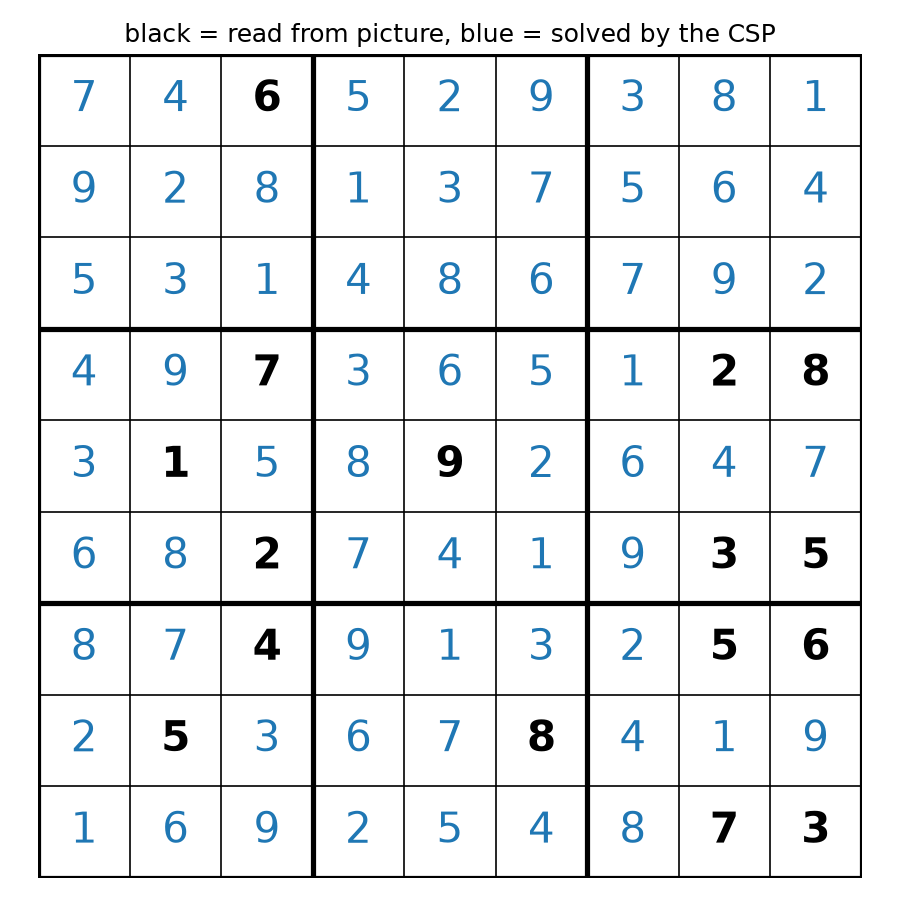 black = read from picture, blue = solved by the CSP
7 4 6 5 2 9 3 8 1
9 2 8 1 3 7 5 6 4
5 3 1 4 8 6 7 9 2
4 9 7 3 6 5 1 2 8
3 1 5 8 9 2 6 4 7
6 8 2 7 4 1 9 3 5
8 7 4 9 1 3 2 5 6
2 5 3 6 7 8 4 1 9
1 6 9 2 5 4 8 7 3